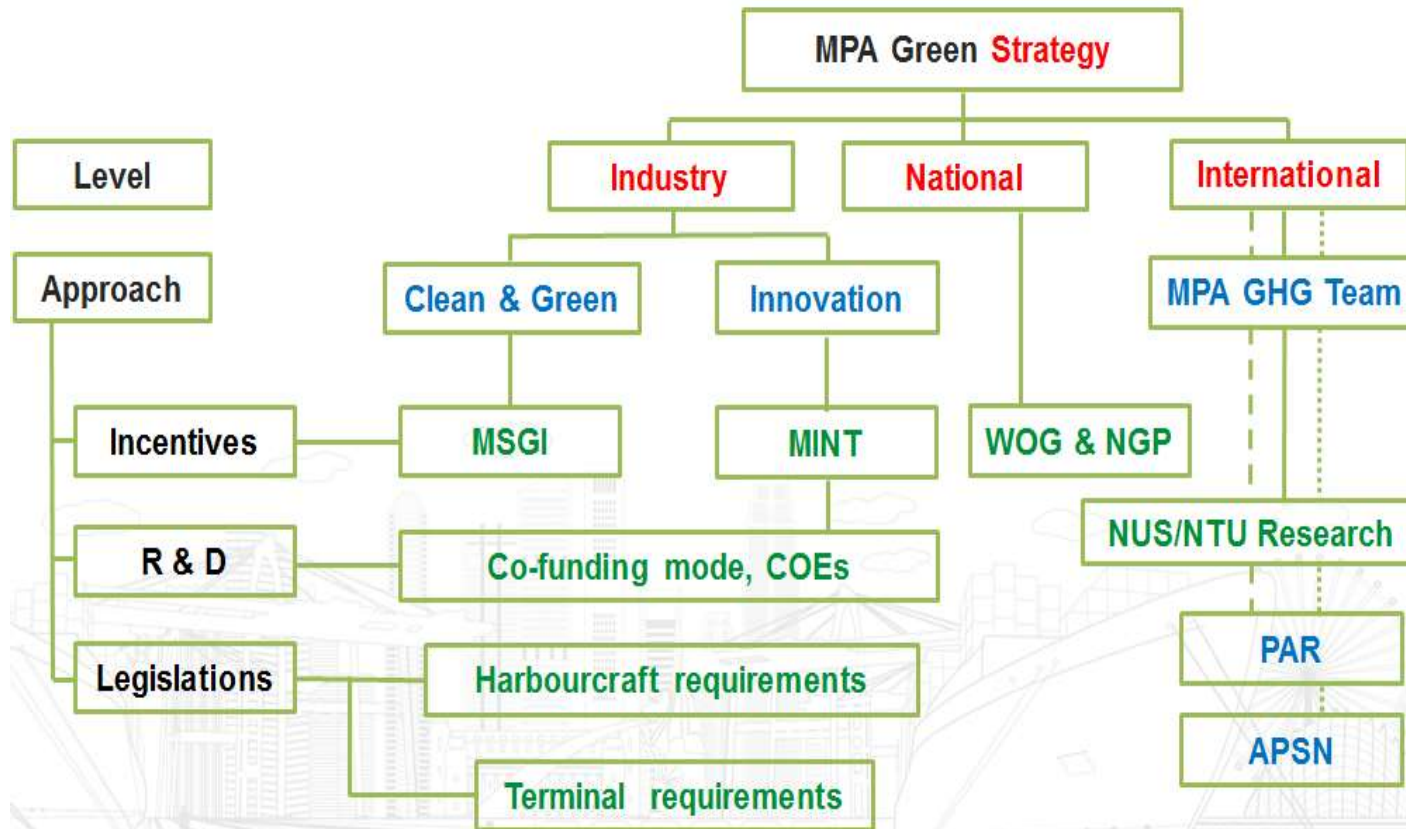 MPA Green Strategy
Level
Industry
National
International
Approach
Clean & Green
Innovation
MPA GHG Team
Incentives
MSGI
MINT
WOG & NGP
R & D
Co-funding mode, COEs
NUS/NTU Research
Legislations
Harbourcraft requirements
PAR
Terminal requirements
APSN